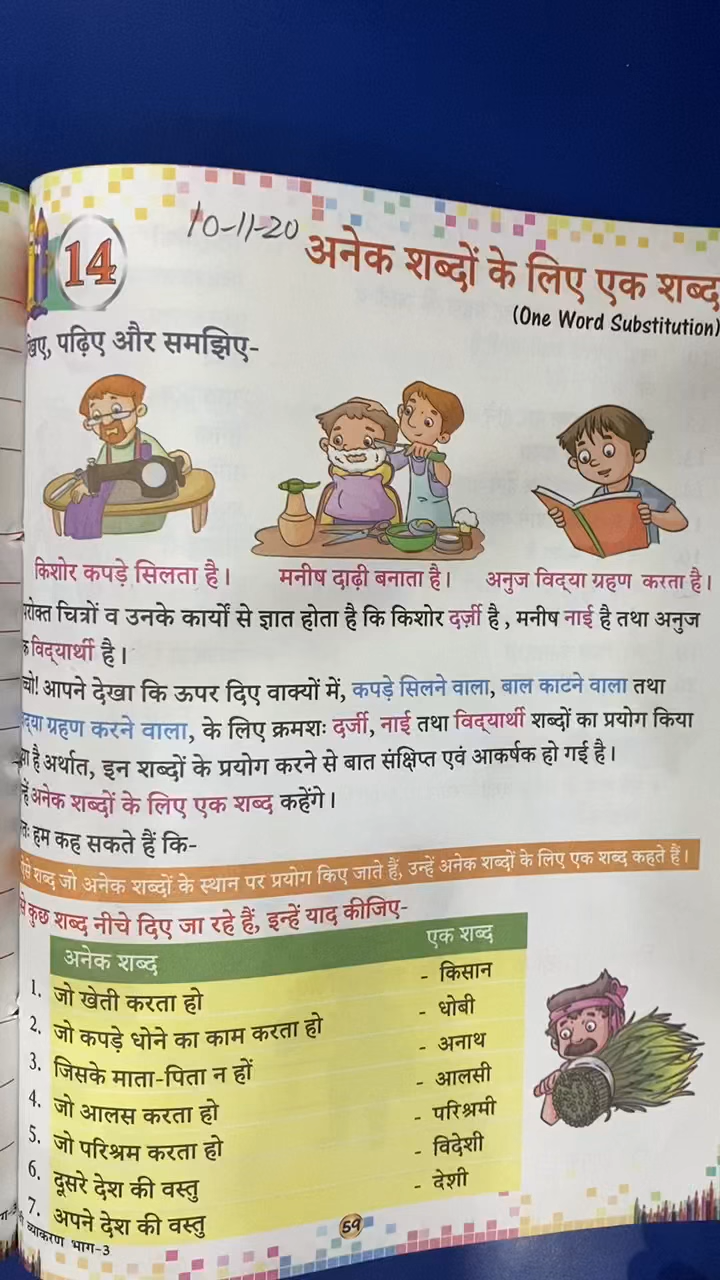 10-11-20
14
अनेक शब्दों के लिए एक शब्द
(One Word Substitution)
पढ़िए और समझिए-
किशोर कपड़े सिलता है। मनीष दाढ़ी बनाता है। अनुज विद्या ग्रहण करता है।
चित्रों व उनके कार्यों से ज्ञात होता है कि किशोर दर्ज़ी है, मनीष नाई है तथा अनुज
विद्यार्थी है।
आपने देखा कि ऊपर दिए वाक्यों में, कपड़े सिलने वाला, बाल काटने वाला तथा
ग्रहण करने वाला, के लिए क्रमशः दर्जी, नाई तथा विद्यार्थी शब्दों का प्रयोग किया
है अर्थात, इन शब्दों के प्रयोग करने से बात संक्षिप्त एवं आकर्षक हो गई है।
अनेक शब्दों के लिए एक शब्द कहेंगे।
हम कह सकते हैं कि-
शब्द जो अनेक शब्दों के स्थान पर प्रयोग किए जाते हैं, उन्हें अनेक शब्दों के लिए एक शब्द कहते हैं।
कुछ शब्द नीचे दिए जा रहे हैं, इन्हें याद कीजिए-
अनेक शब्द एक शब्द
1. जो खेती करता हो - किसान
2. जो कपड़े धोने का काम करता हो - धोबी
3. जिसके माता-पिता न हों - अनाथ
4. जो आलस करता हो - आलसी
5. जो परिश्रम करता हो - परिश्रमी
6. दूसरे देश की वस्तु - विदेशी
7. अपने देश की वस्तु - देशी
व्याकरण भाग-3
59